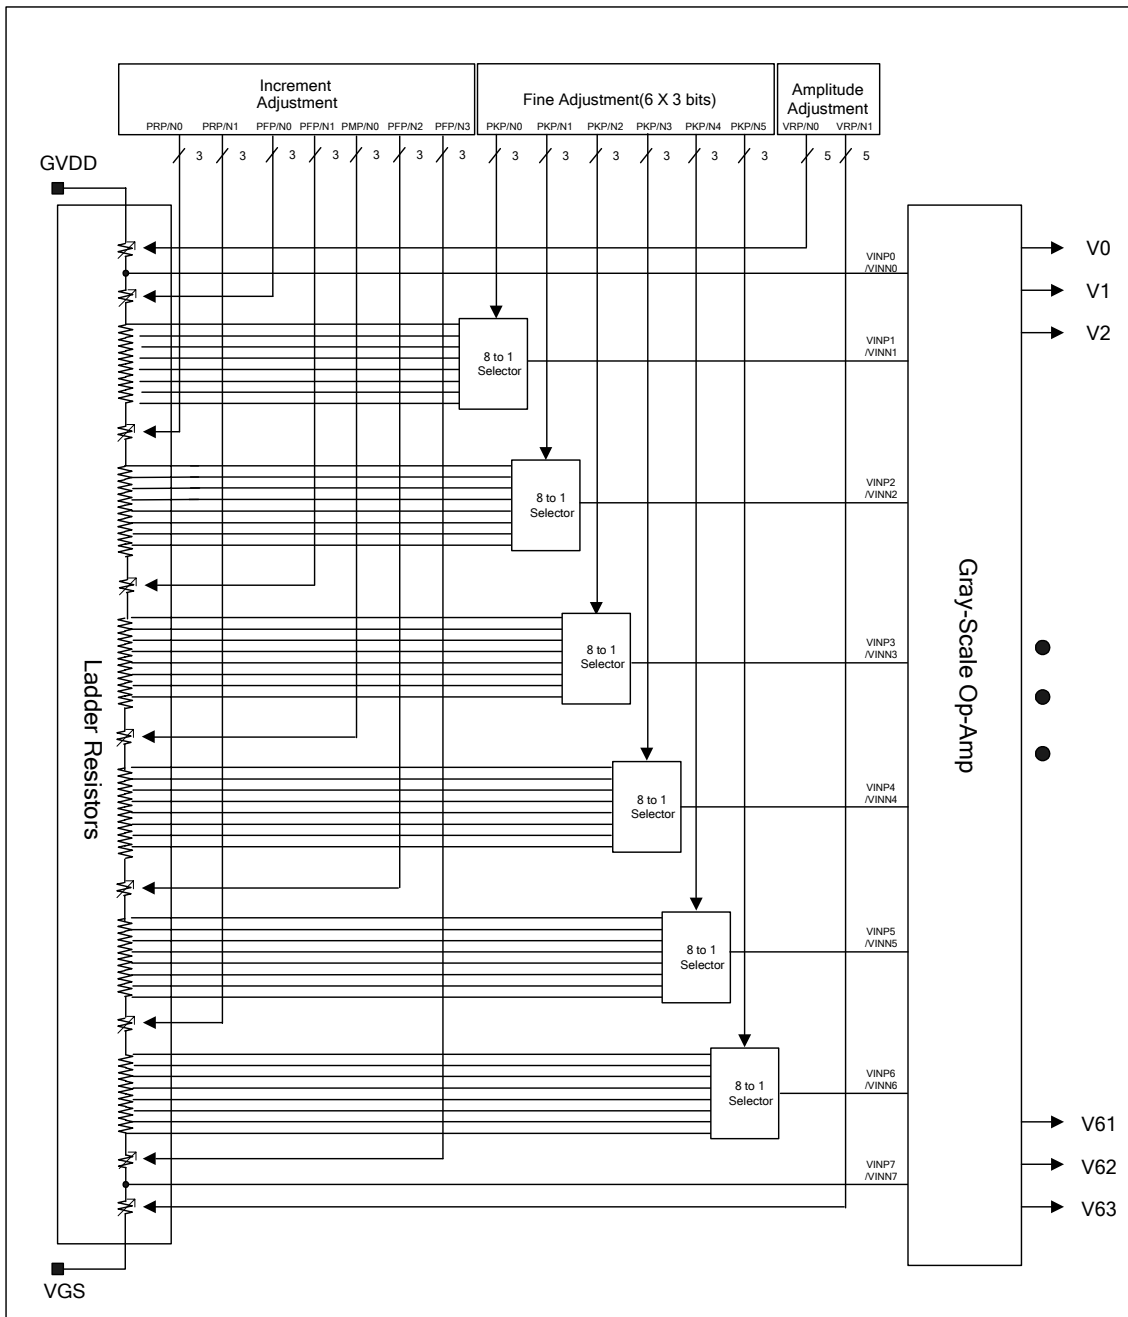 Increment
Adjustment
Fine Adjustment(6 X 3 bits)
Amplitude
Adjustment
PRP/N0 PRP/N1 PFP/N0 PFP/N1 PMP/N0 PFP/N2 PFP/N3 PKP/N0 PKP/N1 PKP/N2 PKP/N3 PKP/N4 PKP/N5 VRP/N0 VRP/N1
3 3 3 3 3 3 3 3 3 3 3 3 3 5 5
GVDD
V0
VINP0
/VINN0
V1
V2
VINP1
/VINN1
8 to 1
Selector
VINP2
/VINN2
8 to 1
Selector
VINP3
/VINN3
8 to 1
Selector
Ladder Resistors
Gray-Scale Op-Amp
VINP4
/VINN4
8 to 1
Selector
VINP5
/VINN5
8 to 1
Selector
VINP6
/VINN6
8 to 1
Selector
V61
VINP7
/VINN7
V62
V63
VGS